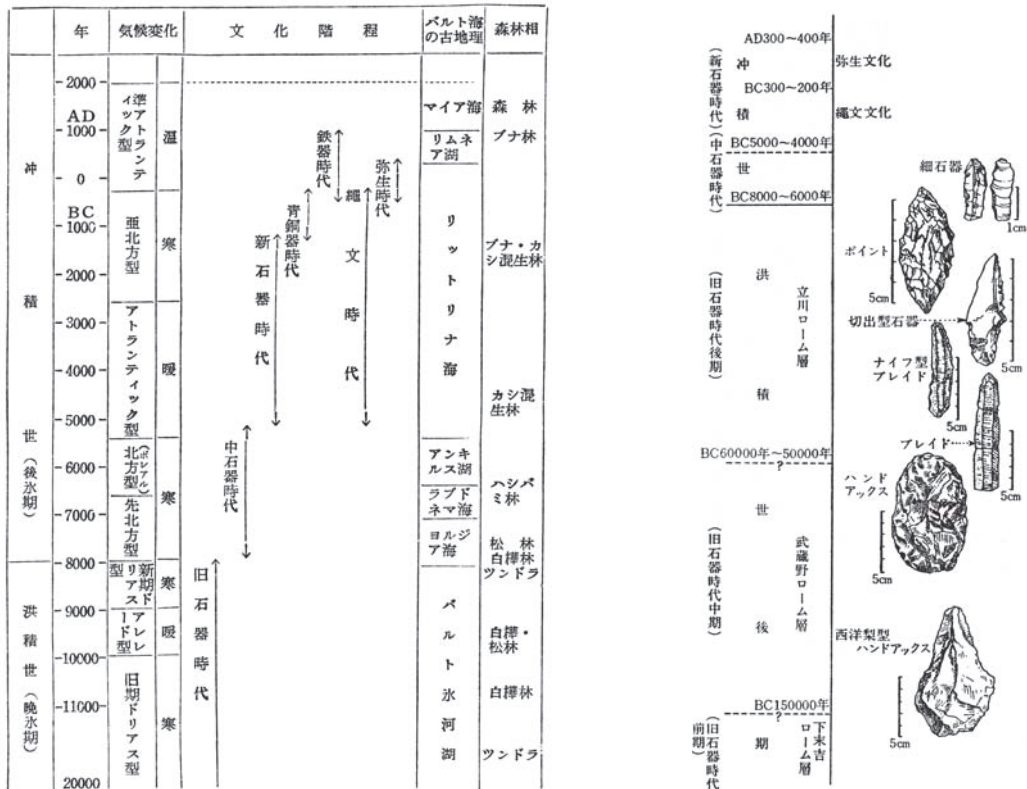 年
気候変化
文化階程
バルト海の古地理
森林相
冲積世(後氷期)
洪積世(晩氷期)
2000
AD
1000
0
BC
1000
2000
3000
4000
5000
6000
7000
8000
9000
10000
11600
20000
準アトランティック型
亜北方型
アトランティック型
北方型(ボレアル)
先北方型
新期ドリアス型
アレレード型
旧期ドリアス型
温
寒
暖
寒
寒
暖
寒
旧石器時代
中石器時代
新石器時代
青銅器時代
鉄器時代
縄文時代
弥生時代
マイア海
リムネア湖
リットリナ海
アンキルス湖
ラブドネマ海
ヨルジア海
バルト氷河湖
森林
ブナ林
ブナ・カシ混生林
カシ混生林
ハシバミ林
松林
白樺林
ツンドラ
白樺・松林
白樺林
ツンドラ
AD300〜400年
BC300〜200年
BC5000〜4000年
BC8000〜6000年
BC60000年〜50000年
?
BC150000年
?
(新石器時代)
(中石器時代)
(旧石器時代後期)
(旧石器時代中期)
(旧石器時代前期)
冲積世
洪積世後期
立川ローム層
武蔵野ローム層
下末吉ローム層
弥生文化
縄文文化
細石器
1cm
ポイント
5cm
切出型石器
5cm
ナイフ型ブレイド
5cm
ブレイド
5cm
ハンドアックス
5cm
西洋梨型ハンドアックス
5cm